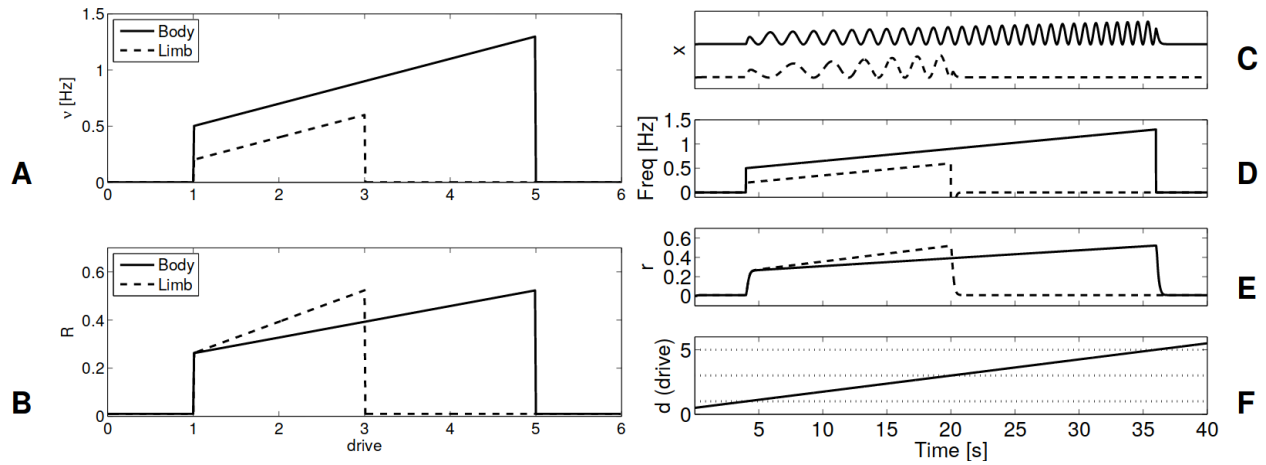 A
ν [Hz]
1.5
1
0.5
0
Body
Limb
0 1 2 3 4 5 6
B
R
0.6
0.4
0.2
0
Body
Limb
0 1 2 3 4 5 6
drive
x
C
Freq [Hz]
1.5
1
0.5
0
D
r
0.6
0.4
0.2
0
E
d (drive)
5
0
F
5 10 15 20 25 30 35 40
Time [s]